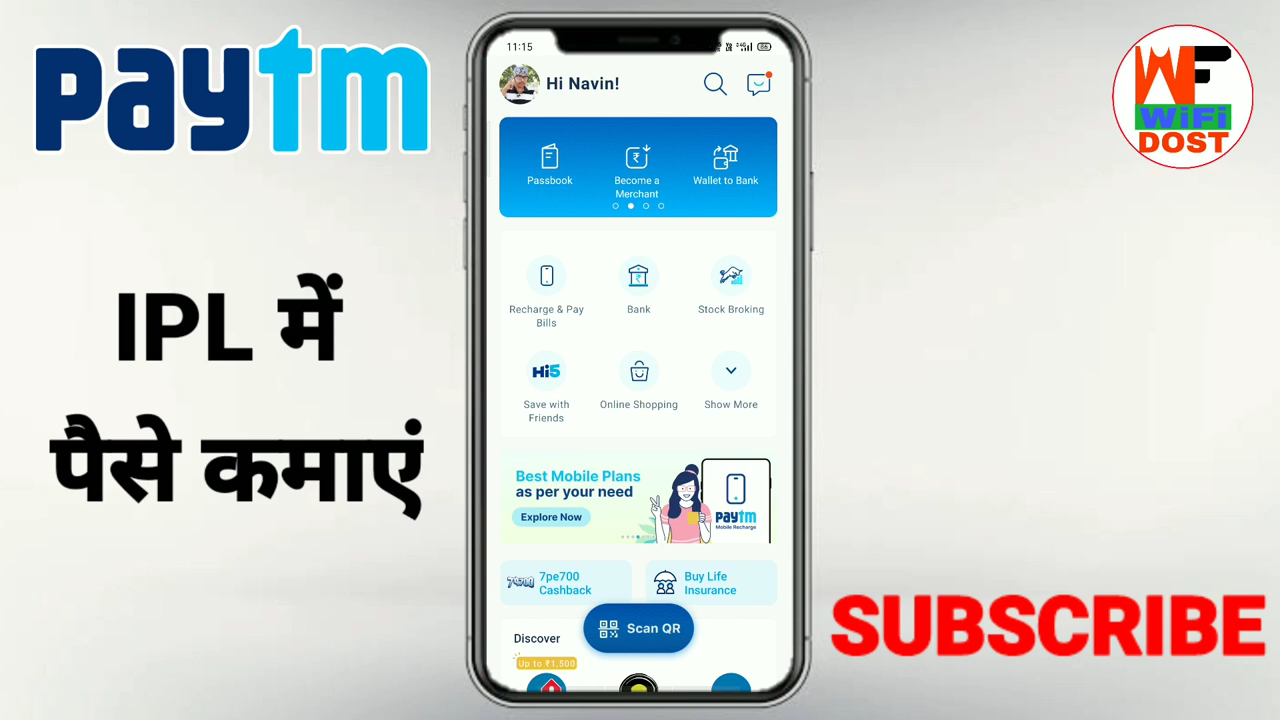 paytm
IPL में
पैसे कमाएं
11:15
Hi Navin!
Passbook
Become a
Merchant
Wallet to Bank
Recharge & Pay
Bills
Bank
Stock Broking
Hi5
Save with
Friends
Online Shopping
Show More
Best Mobile Plans
as per your need
Explore Now
paytm
Mobile Recharge
7pe700
7pe700
Cashback
Buy Life
Insurance
Scan QR
Discover
Up to ₹1,500
WF
WiFi
DOST
SUBSCRIBE